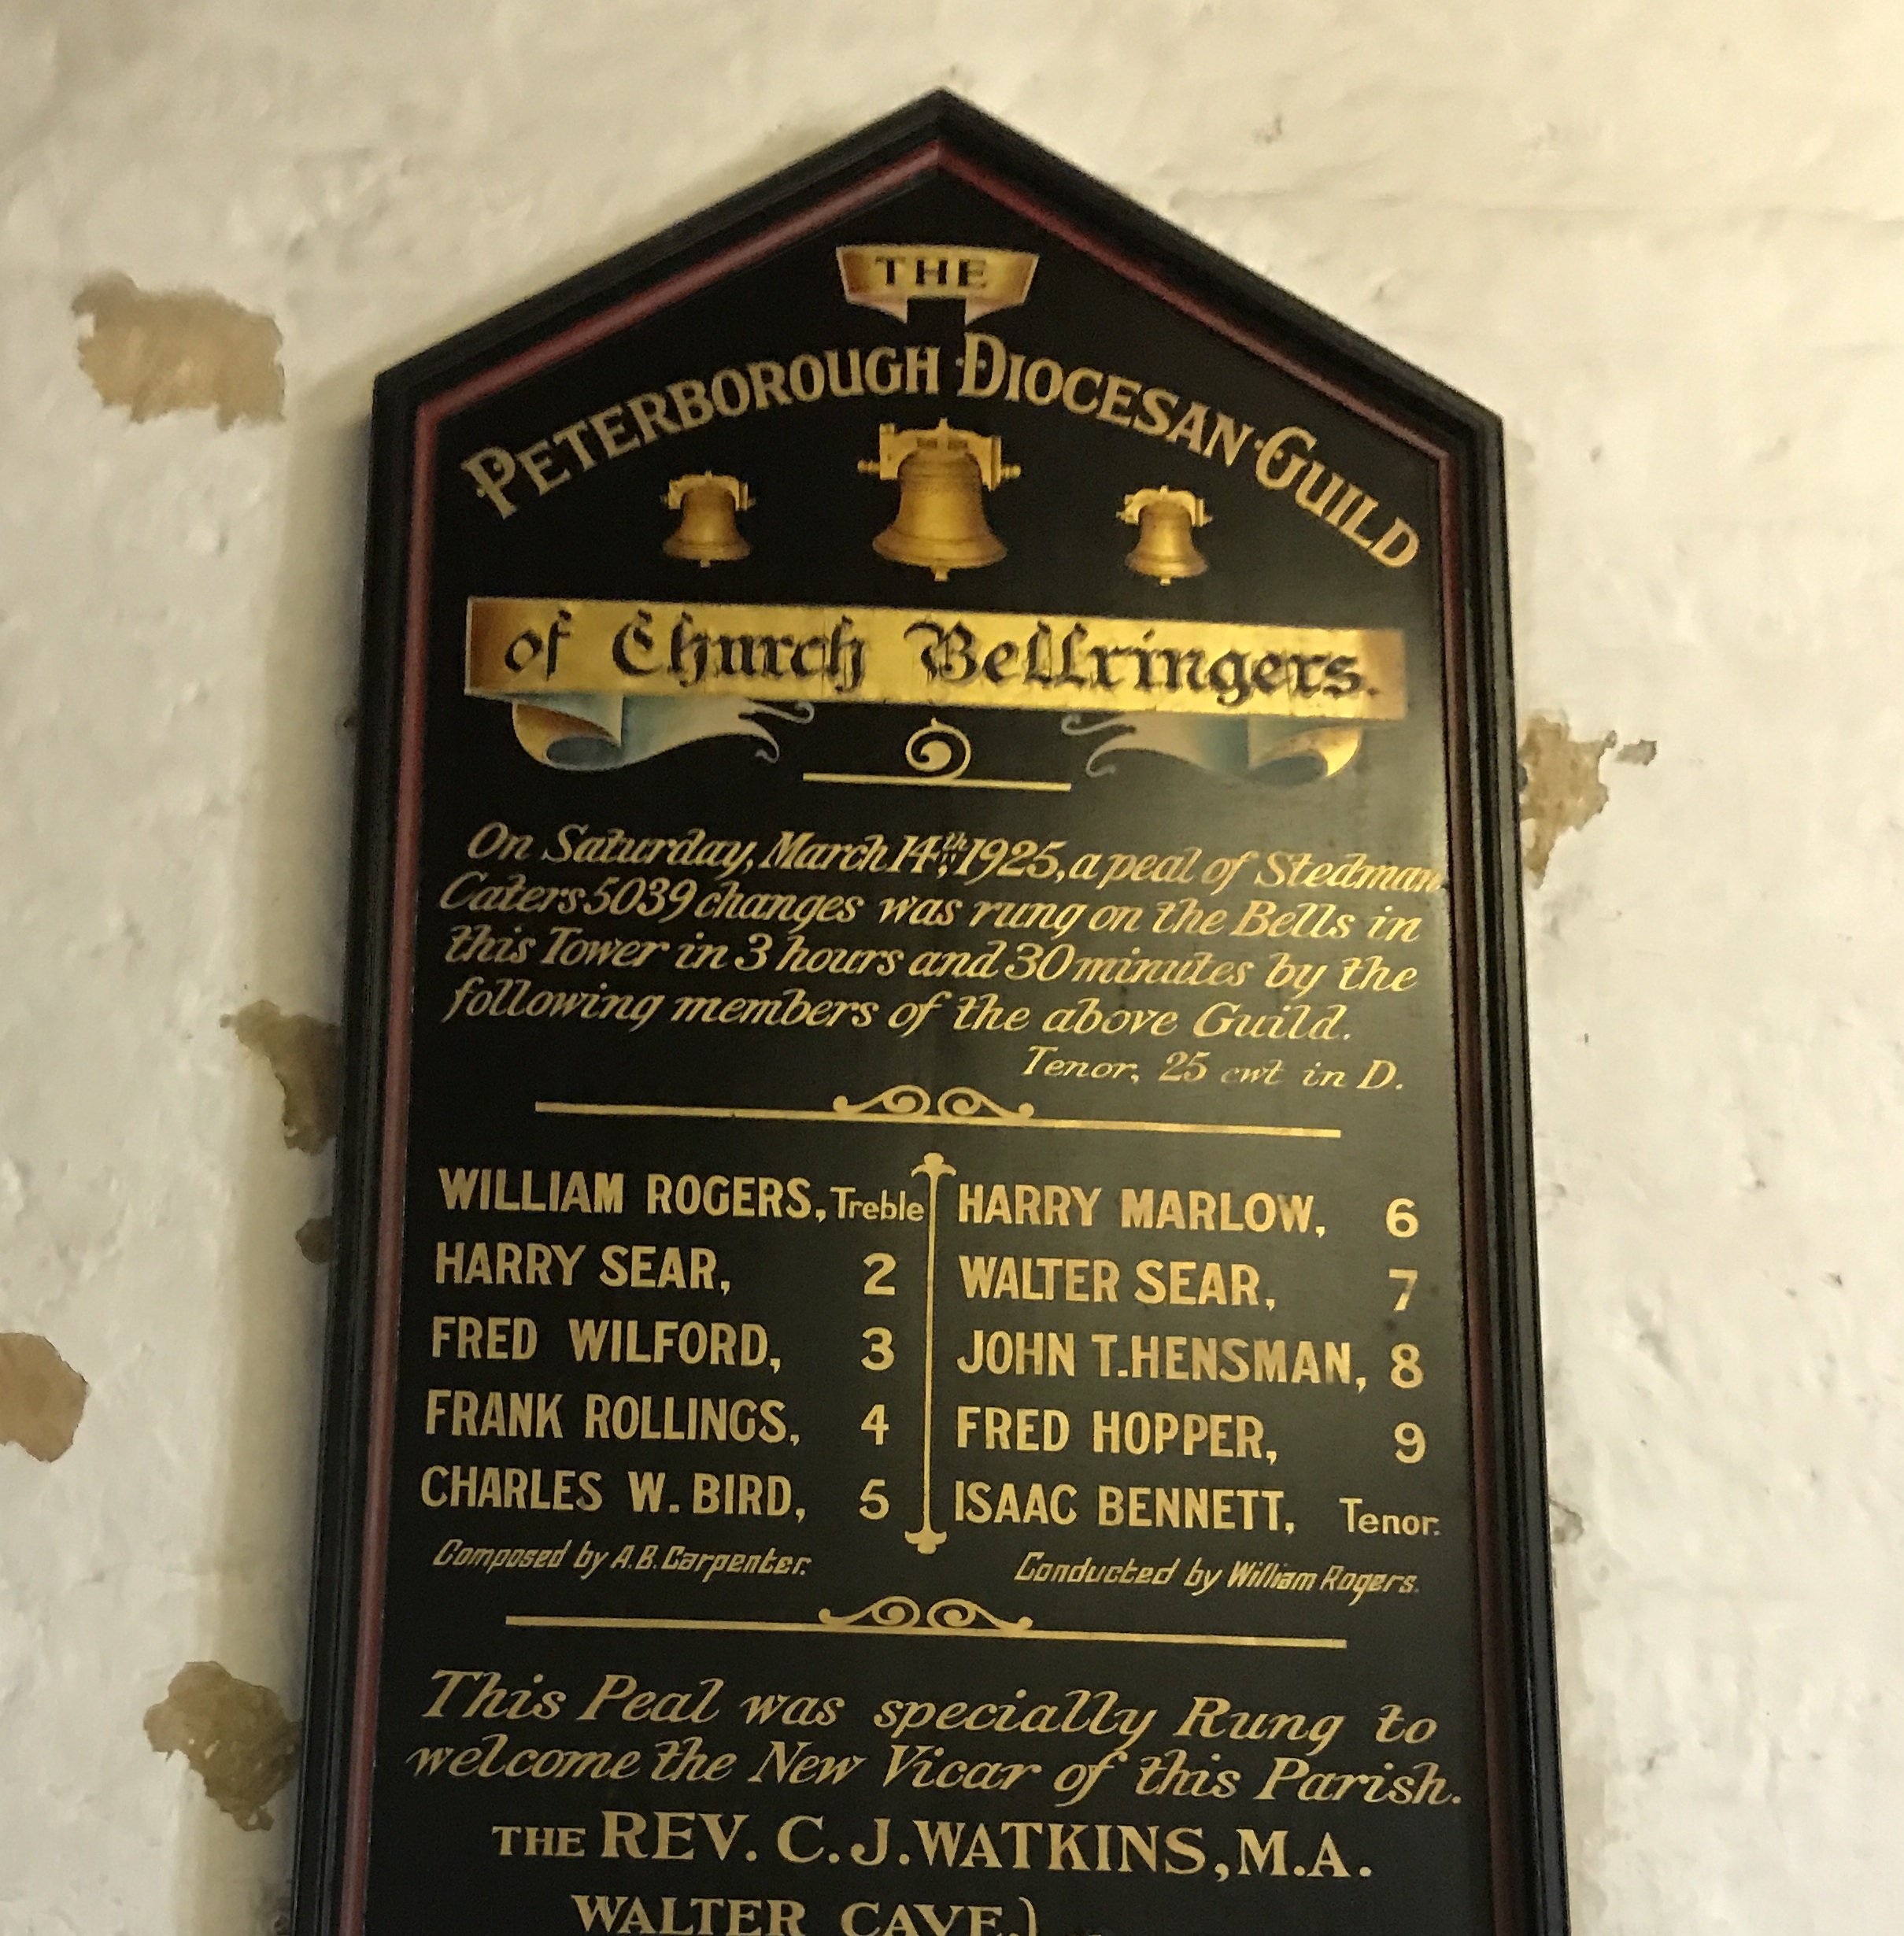 THE
PETERBOROUGH DIOCESAN GUILD
of Church Bellringers.
On Saturday, March 14th, 1925, a peal of Stedman
Caters 5039 changes was rung on the Bells in
this Tower in 3 hours and 30 minutes by the
following members of the above Guild.
Tenor, 25 cwt in D.
WILLIAM ROGERS, Treble
HARRY SEAR, 2
FRED WILFORD, 3
FRANK ROLLINGS, 4
CHARLES W. BIRD, 5
HARRY MARLOW, 6
WALTER SEAR, 7
JOHN T. HENSMAN, 8
FRED HOPPER, 9
ISAAC BENNETT, Tenor.
Composed by A.B. Carpenter.
Conducted by William Rogers.
This Peal was specially Rung to
welcome the New Vicar of this Parish.
THE REV. C. J. WATKINS, M.A.
WALTER CAVE,)